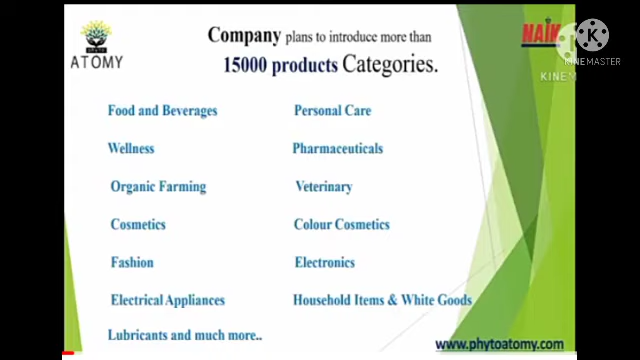 Company plans to introduce more than
15000 products Categories.
ATOMY
NAIK
KINEMASTER
KINEM
Food and Beverages
Personal Care
Wellness
Pharmaceuticals
Organic Farming
Veterinary
Cosmetics
Colour Cosmetics
Fashion
Electronics
Electrical Appliances
Household Items & White Goods
Lubricants and much more..
www.phytoatomy.com